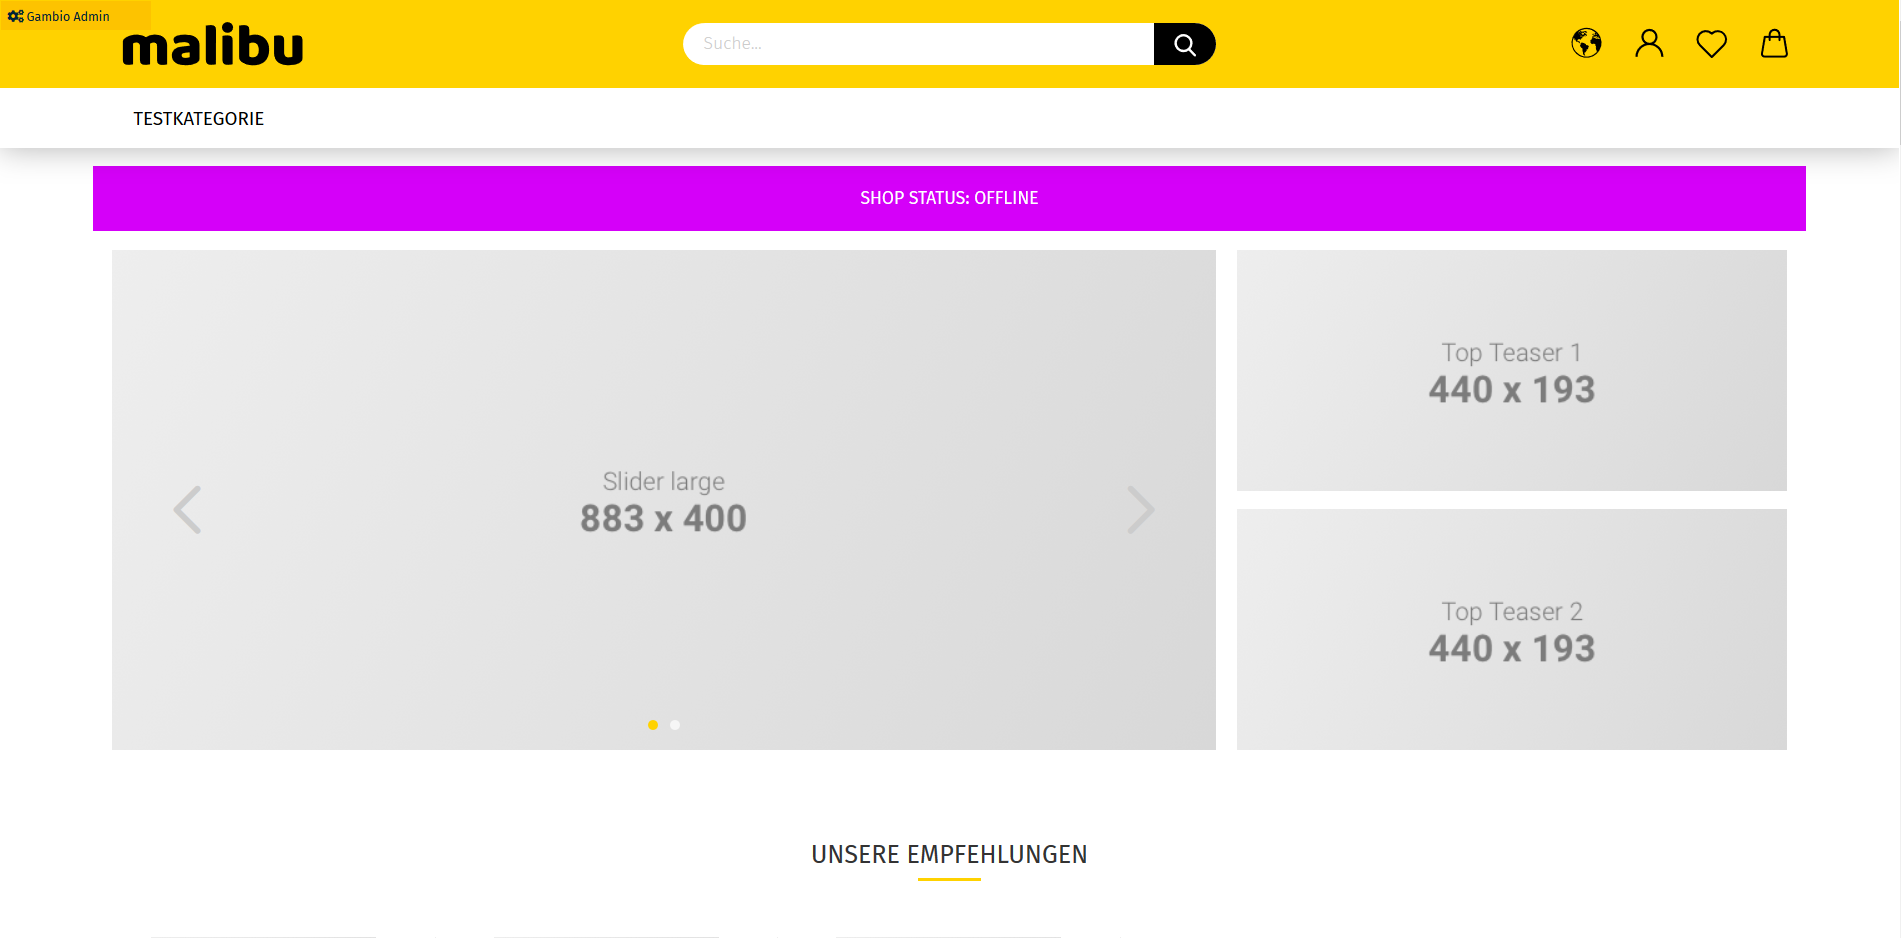 Gambio Admin
malibu
Suche...
TESTKATEGORIE
SHOP STATUS: OFFLINE
Slider large
883 x 400
Top Teaser 1
440 x 193
Top Teaser 2
440 x 193
UNSERE EMPFEHLUNGEN